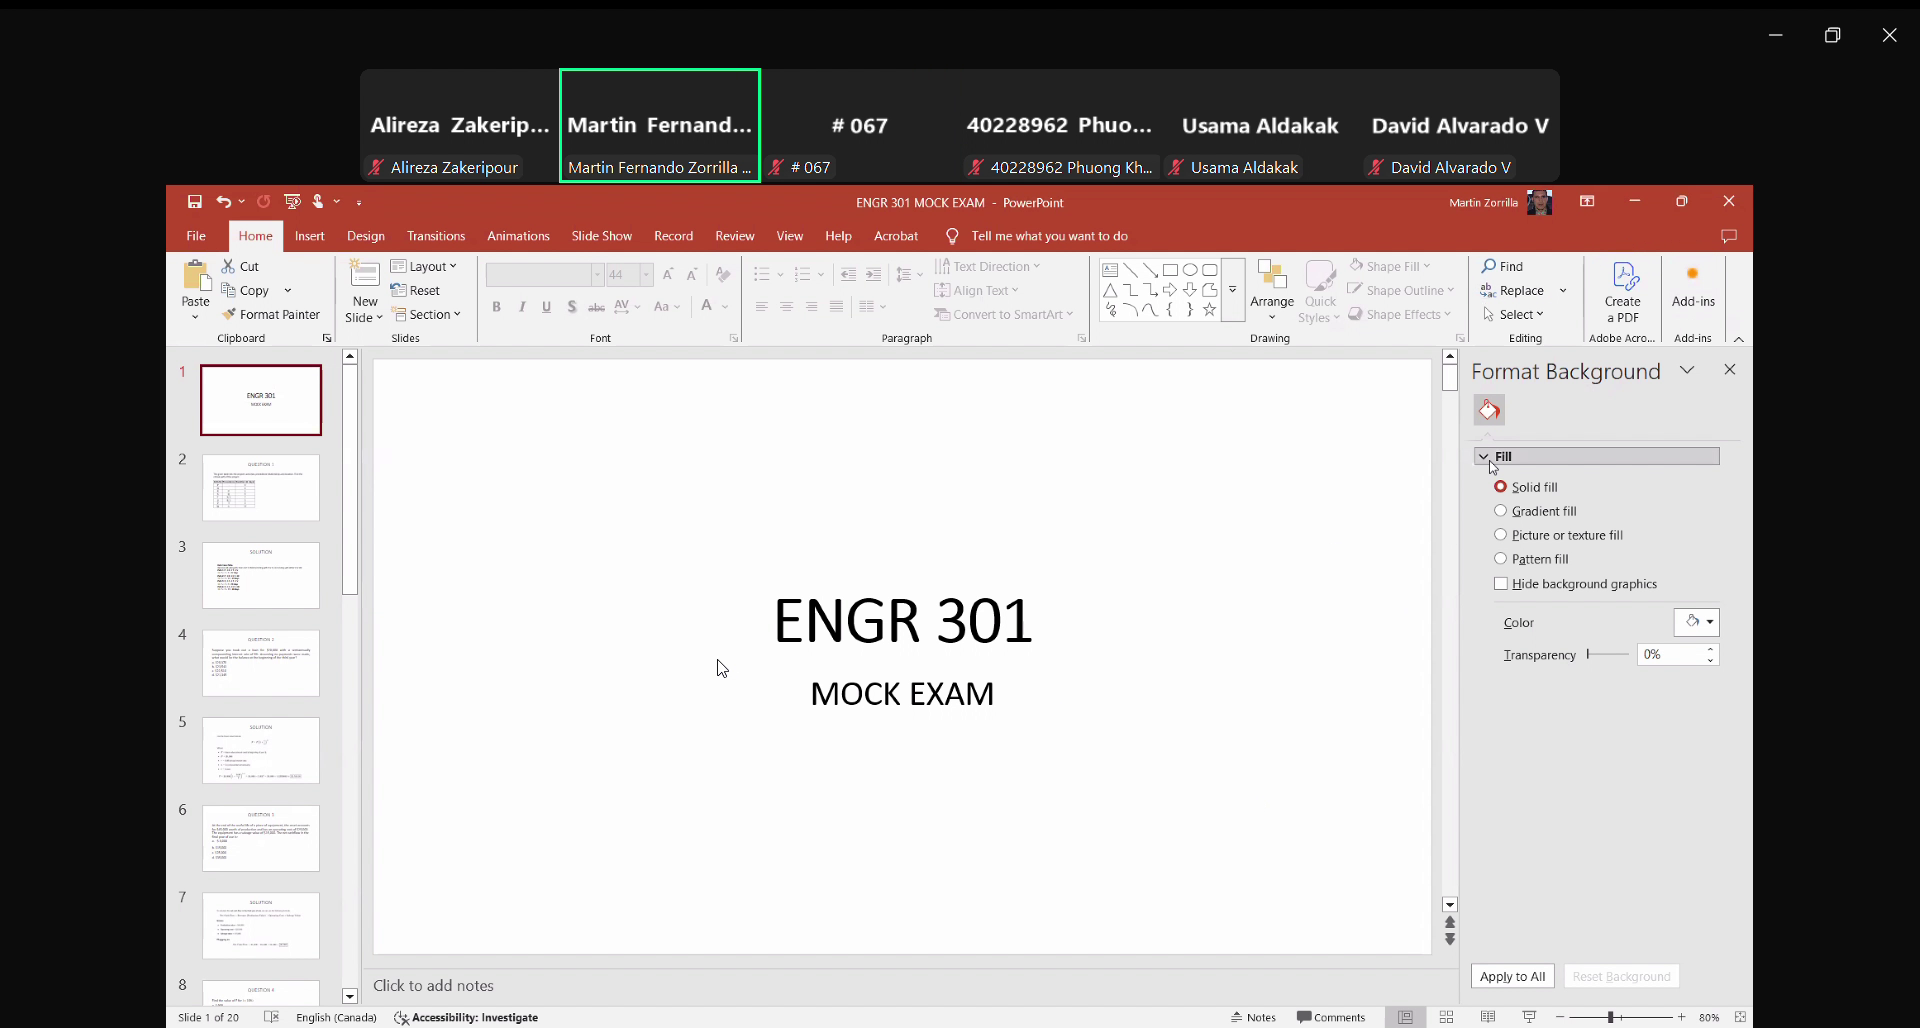 Alireza Zakerip...
Martin Fernand...
# 067
40228962 Phuo...
Usama Aldakak
David Alvarado V
Alireza Zakeripour
Martin Fernando Zorrilla ...
# 067
40228962 Phuong Kh...
Usama Aldakak
David Alvarado V
ENGR 301 MOCK EXAM - PowerPoint
Martin Zorrilla
File
Home
Insert
Design
Transitions
Animations
Slide Show
Record
Review
View
Help
Acrobat
Tell me what you want to do
Paste
Cut
Copy
Format Painter
Clipboard
New
Slide
Layout
Reset
Section
Slides
44
B I U S abc AV Aa A
Font
Text Direction
Align Text
Convert to SmartArt
Paragraph
Arrange
Quick
Styles
Shape Fill
Shape Outline
Shape Effects
Drawing
Find
Replace
Select
Editing
Create
a PDF
Adobe Acro...
Add-ins
Add-ins
1
ENGR 301
MOCK EXAM
2
QUESTION 1
3
SOLUTION
4
QUESTION 2
5
SOLUTION
6
QUESTION 3
7
SOLUTION
8
QUESTION 4
ENGR 301
MOCK EXAM
Click to add notes
Format Background
Fill
Solid fill
Gradient fill
Picture or texture fill
Pattern fill
Hide background graphics
Color
Transparency
0%
Apply to All
Reset Background
Slide 1 of 20
English (Canada)
Accessibility: Investigate
Notes
Comments
80%